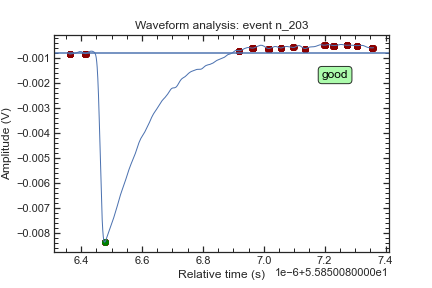 Waveform analysis: event n_203
Amplitude (V)
−0.001
−0.002
−0.003
−0.004
−0.005
−0.006
−0.007
−0.008
good
6.4 6.6 6.8 7.0 7.2 7.4
Relative time (s) 1e−6+5.5850080000e1